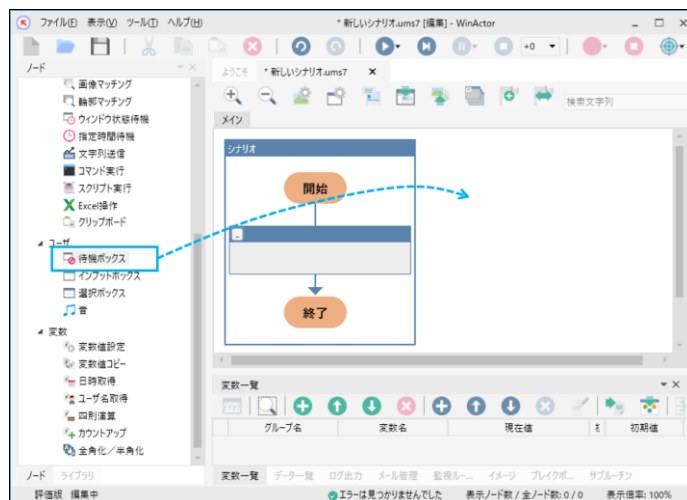 ファイル(F) 表示(V) ツール(T) ヘルプ(H)
* 新しいシナリオ.ums7 [編集] - WinActor
+0
ノード
ようこそ
* 新しいシナリオ.ums7
検索文字列
メイン
画像マッチング
輪郭マッチング
ウィンドウ状態待機
指定時間待機
文字列送信
コマンド実行
スクリプト実行
Excel操作
クリップボード
ユーザ
待機ボックス
インプットボックス
選択ボックス
音
変数
変数値設定
変数値コピー
日時取得
ユーザ名取得
四則演算
カウントアップ
全角化/半角化
シナリオ
開始
終了
変数一覧
グループ名 変数名 現在値 初期値
ノード ライブラリ
変数一覧 データ一覧 ログ出力 メール管理 監視ルー... イメージ ブレイクポ... サブルーチン
評価版 編集中
エラーは見つかりませんでした
表示ノード数 / 全ノード数: 0 / 0
表示倍率: 100%